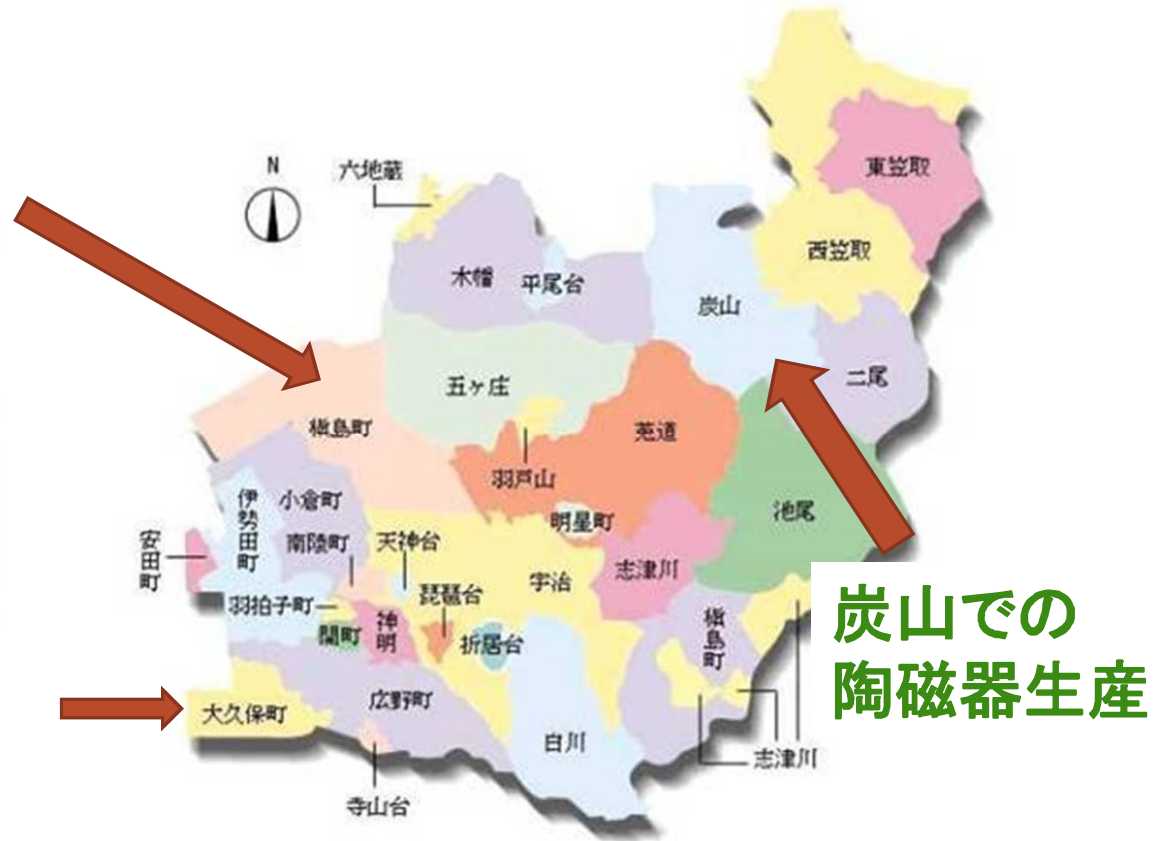 N
六地蔵
東笠取
西笠取
木幡
平尾台
炭山
二尾
五ヶ庄
槇島町
莵道
羽戸山
池尾
明星町
伊勢田町
小倉町
南陵町
天神台
安田町
志津川
宇治
琵琶台
羽拍子町
開町
神明
折居台
槇島町
炭山での
陶磁器生産
広野町
大久保町
白川
志津川
寺山台